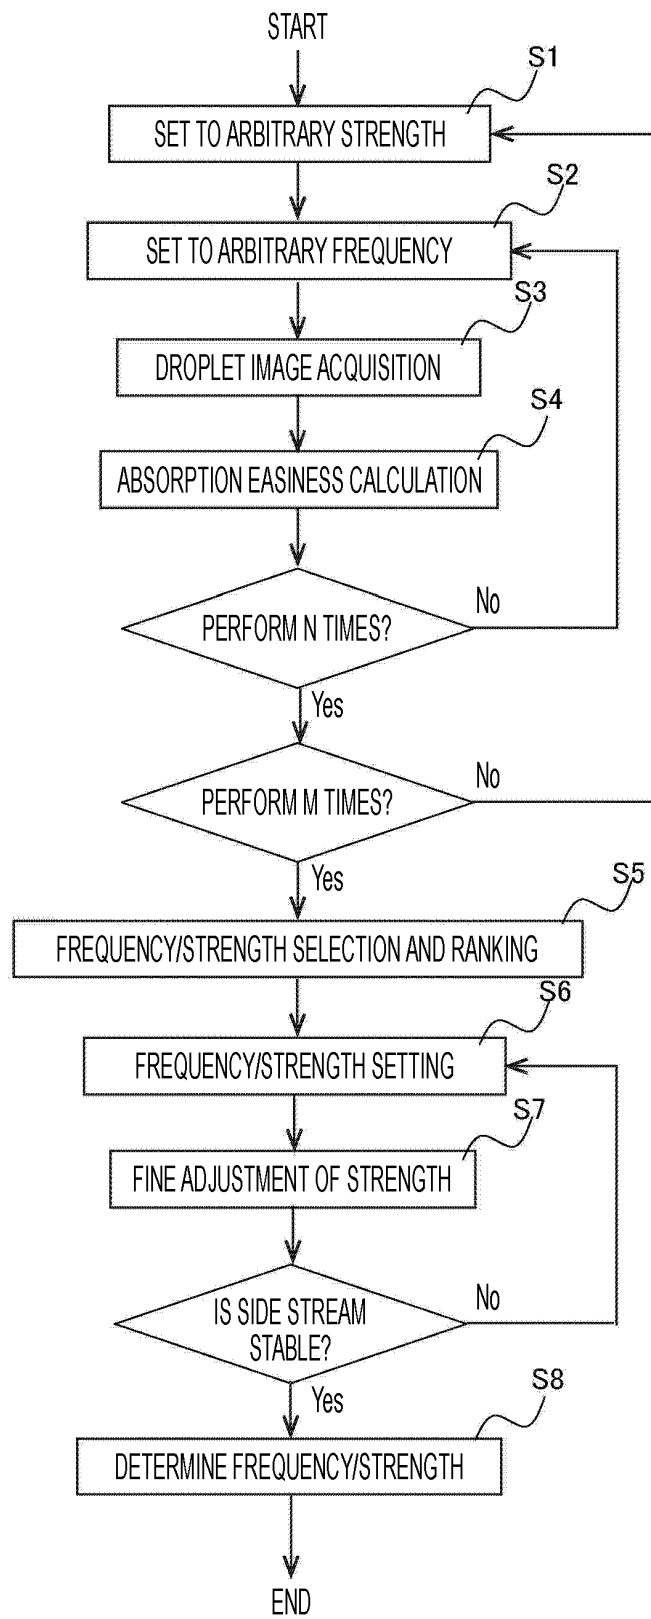 START
S1
SET TO ARBITRARY STRENGTH
S2
SET TO ARBITRARY FREQUENCY
S3
DROPLET IMAGE ACQUISITION
S4
ABSORPTION EASINESS CALCULATION
PERFORM N TIMES?
No
Yes
PERFORM M TIMES?
No
Yes
S5
FREQUENCY/STRENGTH SELECTION AND RANKING
S6
FREQUENCY/STRENGTH SETTING
S7
FINE ADJUSTMENT OF STRENGTH
IS SIDE STREAM
STABLE?
No
Yes
S8
DETERMINE FREQUENCY/STRENGTH
END